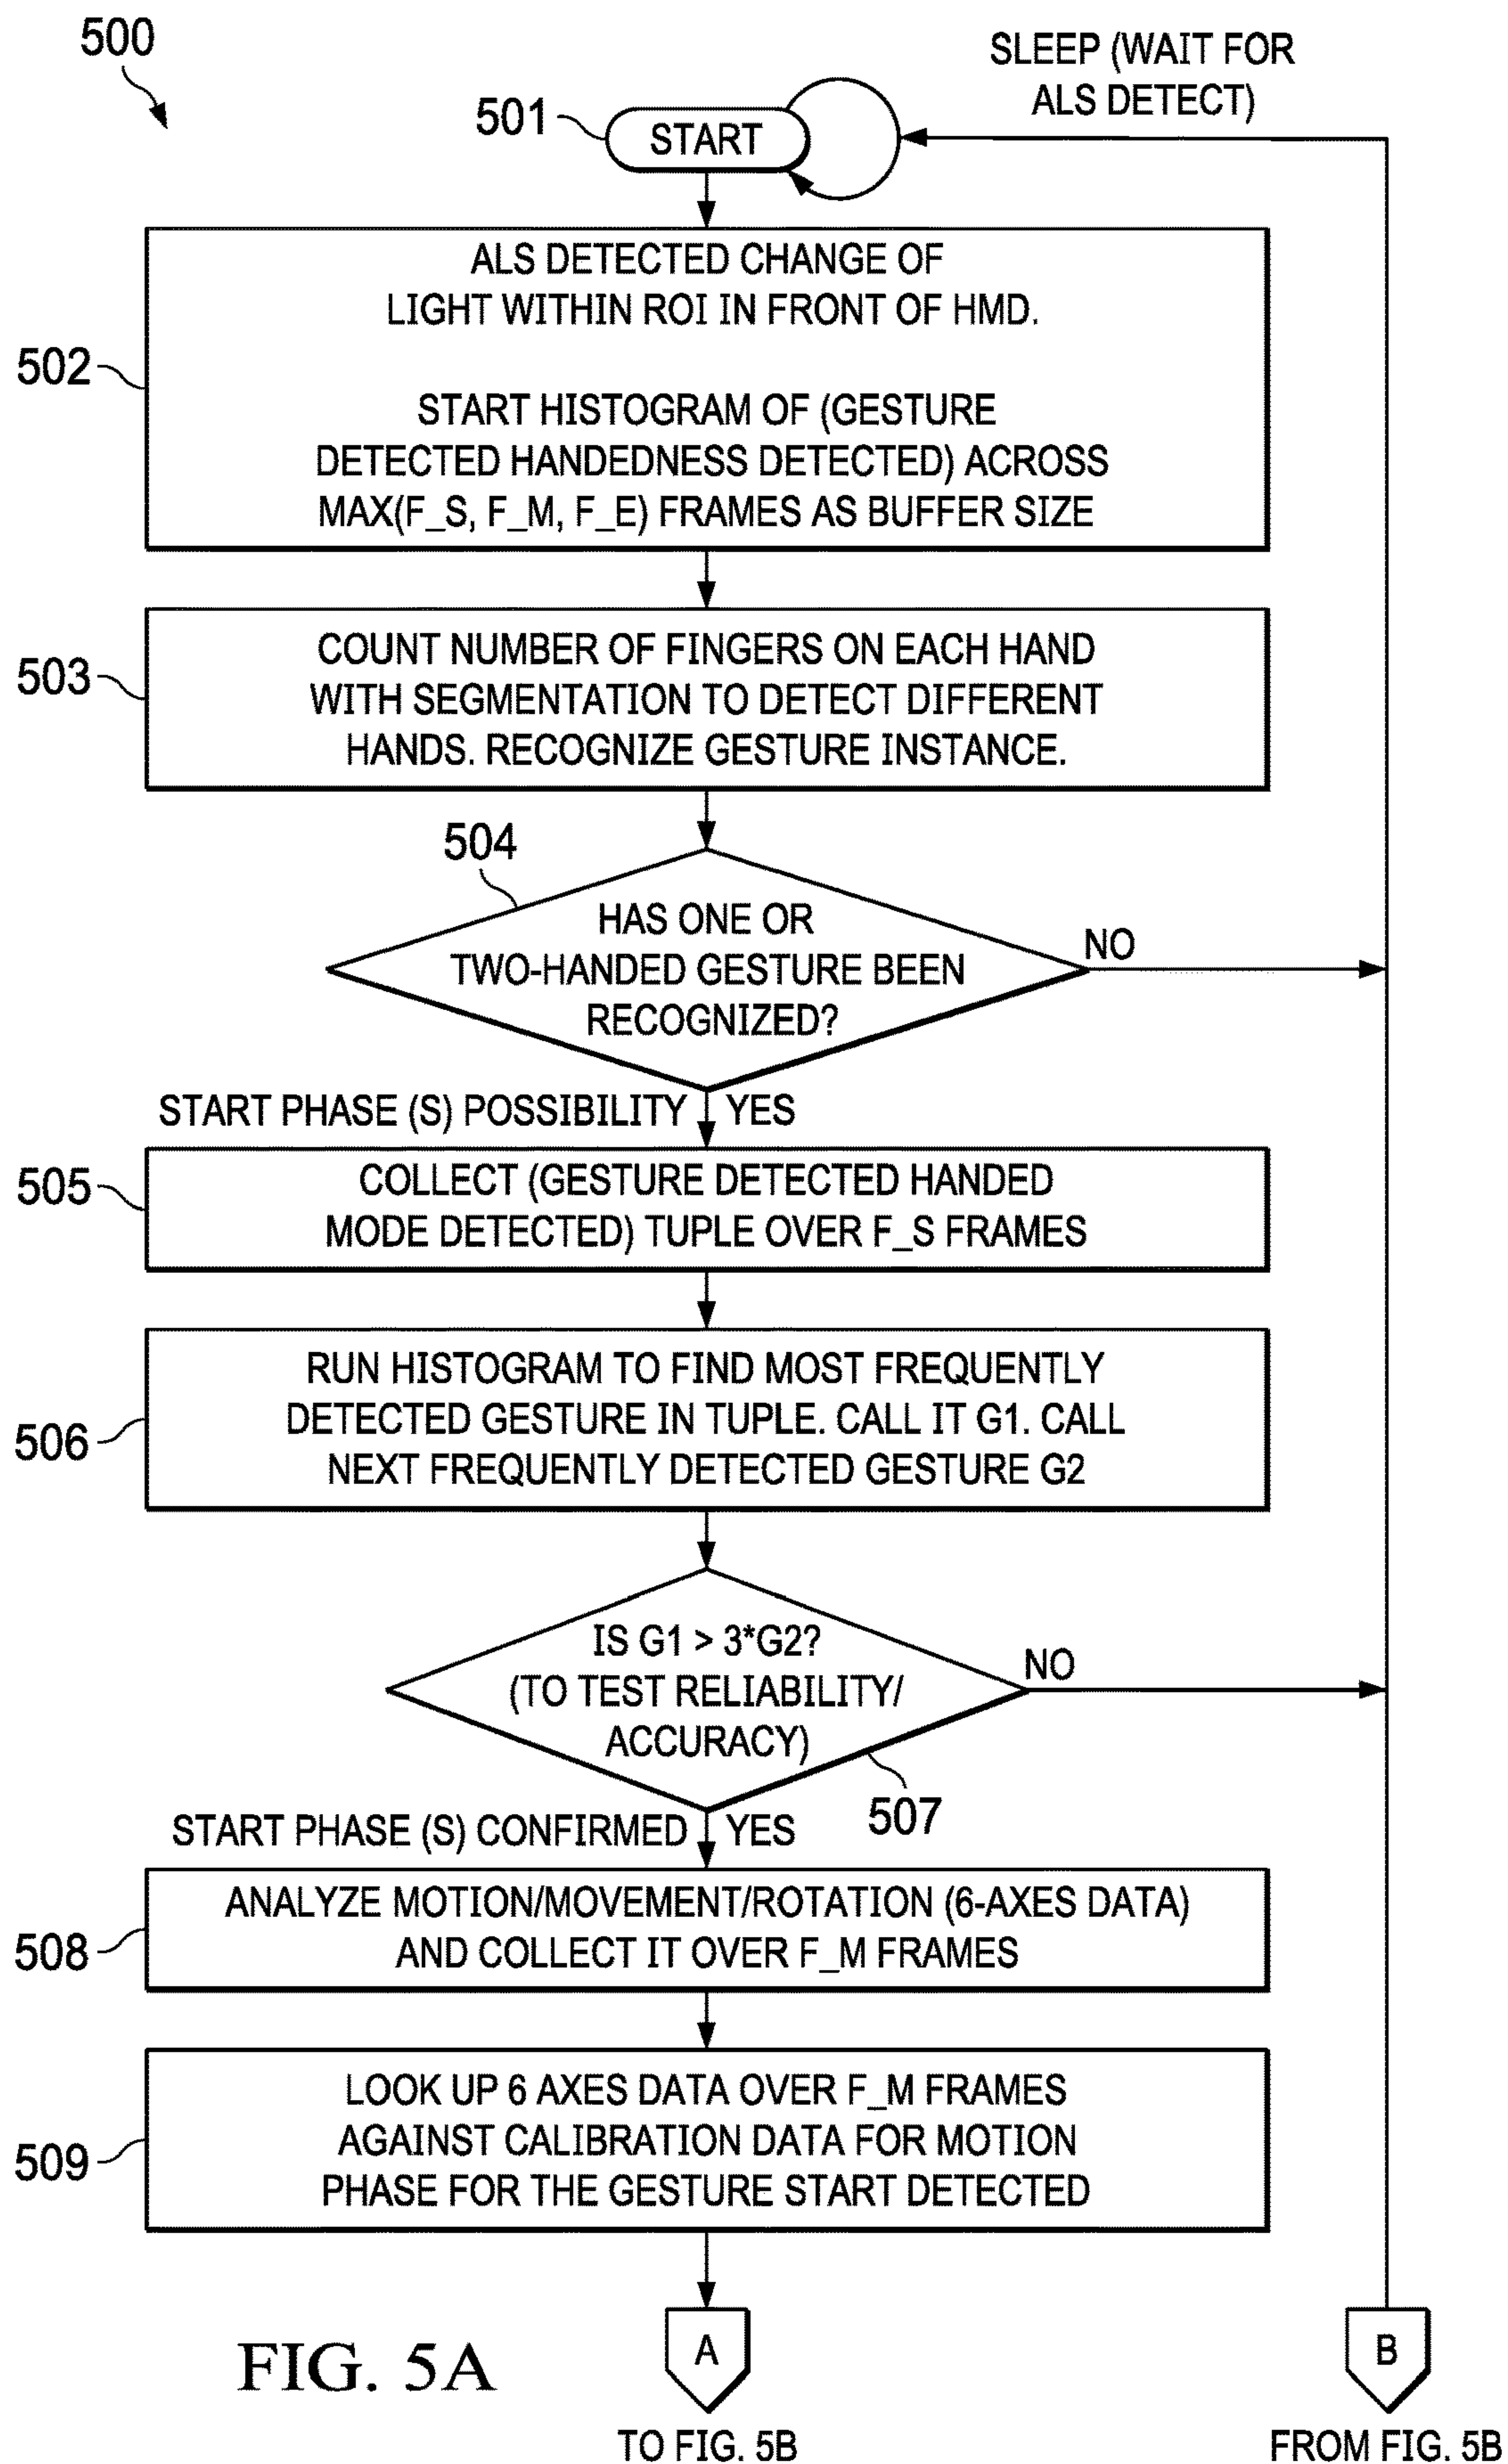 500
SLEEP (WAIT FOR
ALS DETECT)
501
START
502
ALS DETECTED CHANGE OF
LIGHT WITHIN ROI IN FRONT OF HMD.
START HISTOGRAM OF (GESTURE
DETECTED HANDEDNESS DETECTED) ACROSS
MAX(F_S, F_M, F_E) FRAMES AS BUFFER SIZE
503
COUNT NUMBER OF FINGERS ON EACH HAND
WITH SEGMENTATION TO DETECT DIFFERENT
HANDS. RECOGNIZE GESTURE INSTANCE.
504
HAS ONE OR
TWO-HANDED GESTURE BEEN
RECOGNIZED?
NO
START PHASE (S) POSSIBILITY
YES
505
COLLECT (GESTURE DETECTED HANDED
MODE DETECTED) TUPLE OVER F_S FRAMES
506
RUN HISTOGRAM TO FIND MOST FREQUENTLY
DETECTED GESTURE IN TUPLE. CALL IT G1. CALL
NEXT FREQUENTLY DETECTED GESTURE G2
IS G1 > 3*G2?
(TO TEST RELIABILITY/
ACCURACY)
NO
507
START PHASE (S) CONFIRMED
YES
508
ANALYZE MOTION/MOVEMENT/ROTATION (6-AXES DATA)
AND COLLECT IT OVER F_M FRAMES
509
LOOK UP 6 AXES DATA OVER F_M FRAMES
AGAINST CALIBRATION DATA FOR MOTION
PHASE FOR THE GESTURE START DETECTED
A
B
FIG. 5A
TO FIG. 5B
FROM FIG. 5B